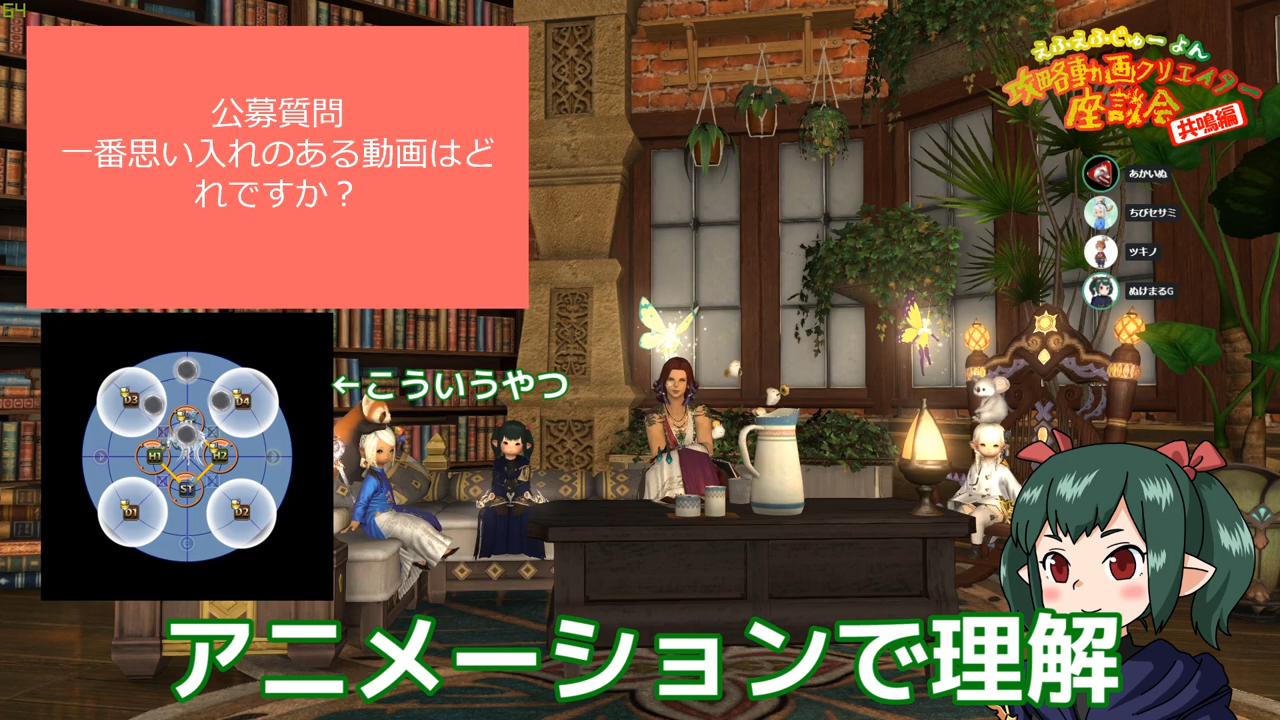 64
公募質問
一番思い入れのある動画はど
れですか？
えふえふじゅーよん
攻略動画クリエイター
座談会
共鳴編
あかいぬ
ちびセサミ
ツキノ
ぬけまるG
←こういうやつ
D3
D4
H1
H2
ST
D1
D2
アニメーションで理解